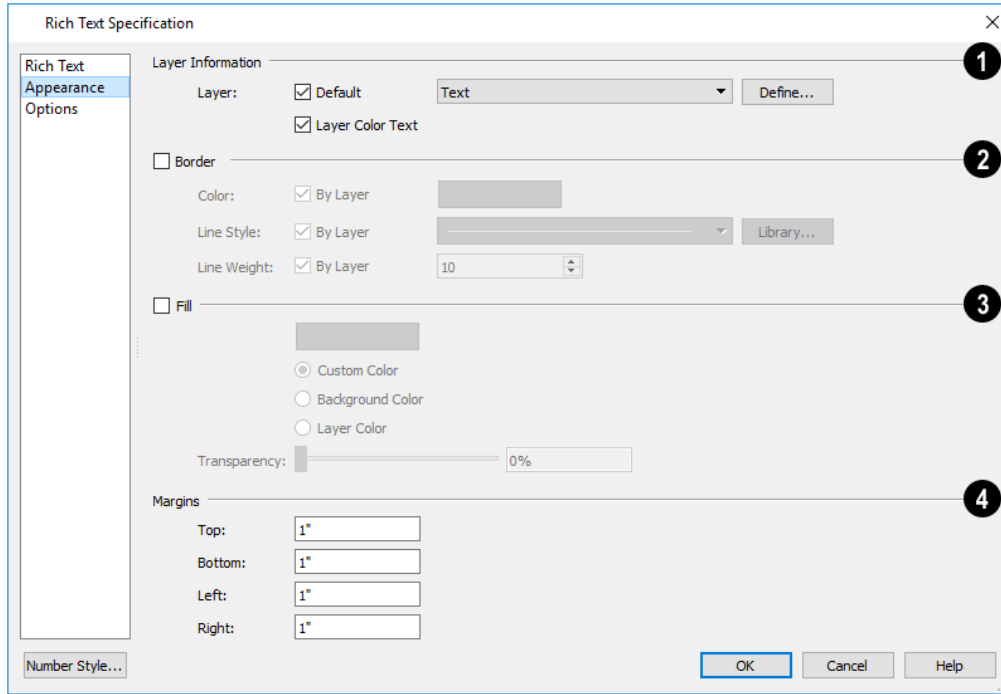 Rich Text Specification
Rich Text
Appearance
Options
Number Style...
Layer Information
1
Layer: Default Text Define...
Layer Color Text
Border
2
Color: By Layer
Line Style: By Layer Library...
Line Weight: By Layer 10
Fill
3
Custom Color
Background Color
Layer Color
Transparency: 0%
Margins
4
Top: 1"
Bottom: 1"
Left: 1"
Right: 1"
OK Cancel Help